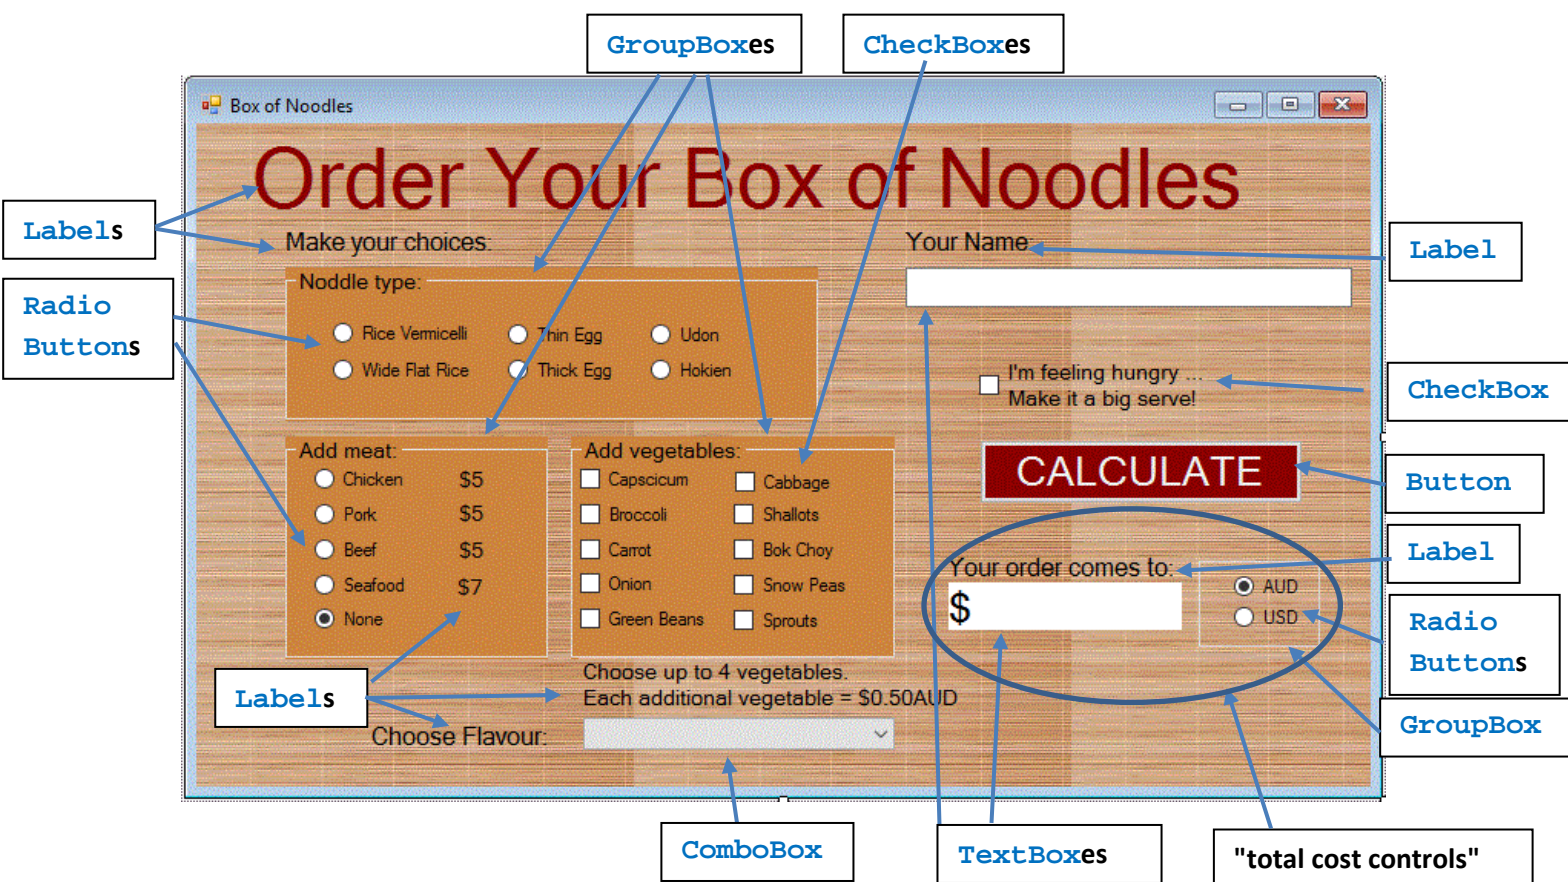 GroupBoxes
CheckBoxes
Box of Noodles
Order Your Box of Noodles
Labels
Make your choices:
Your Name:
Label
Noddle type:
Radio
Buttons
Rice Vermicelli
Thin Egg
Udon
Wide Flat Rice
Thick Egg
Hokien
I'm feeling hungry ...
Make it a big serve!
CheckBox
Add meat:
Chicken $5
Pork $5
Beef $5
Seafood $7
None
Add vegetables:
Capscicum
Cabbage
Broccoli
Shallots
Carrot
Bok Choy
Onion
Snow Peas
Green Beans
Sprouts
CALCULATE
Button
Your order comes to:
Label
$
AUD
USD
Radio
Buttons
Labels
Choose up to 4 vegetables.
Each additional vegetable = $0.50AUD
GroupBox
Choose Flavour:
ComboBox
TextBoxes
"total cost controls"